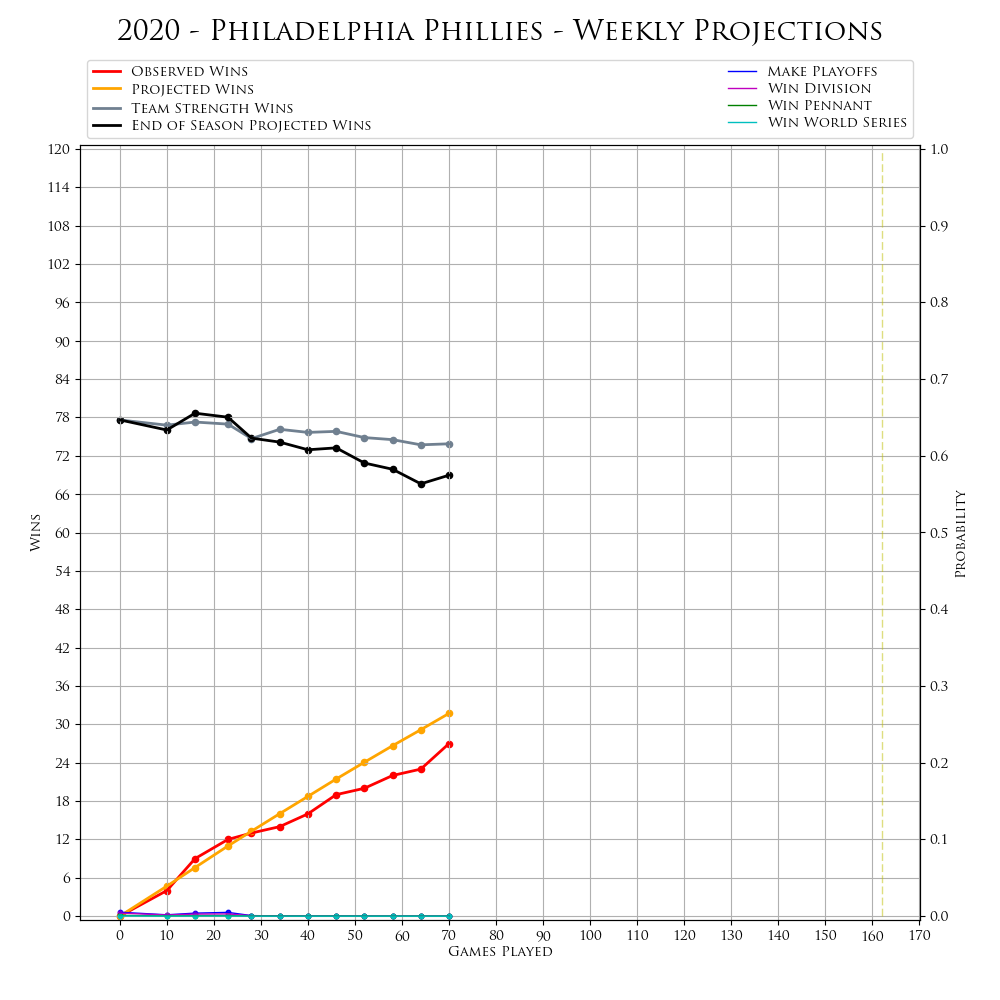 2020 - Philadelphia Phillies - Weekly Projections
Observed Wins
Projected Wins
Team Strength Wins
End of Season Projected Wins
Make Playoffs
Win Division
Win Pennant
Win World Series
120
114
108
102
96
90
84
78
72
66
60
54
48
42
36
30
24
18
12
6
0
Wins
1.0
0.9
0.8
0.7
0.6
0.5
0.4
0.3
0.2
0.1
0.0
Probability
0 10 20 30 40 50 60 70 80 90 100 110 120 130 140 150 160 170
Games Played